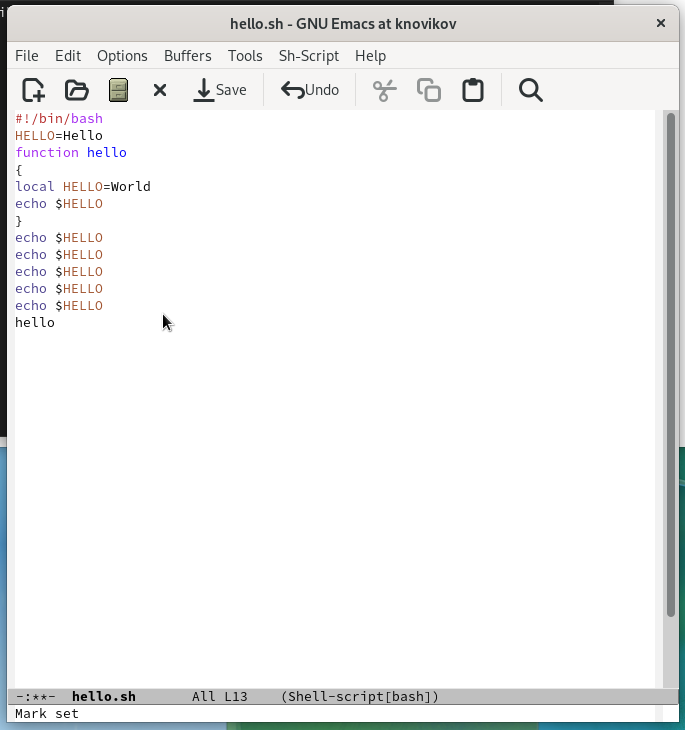 hello.sh - GNU Emacs at knovikov
File Edit Options Buffers Tools Sh-Script Help
Save Undo
#!/bin/bash
HELLO=Hello
function hello
{
local HELLO=World
echo $HELLO
}
echo $HELLO
echo $HELLO
echo $HELLO
echo $HELLO
echo $HELLO
hello
-:**- hello.sh All L13 (Shell-script[bash])
Mark set